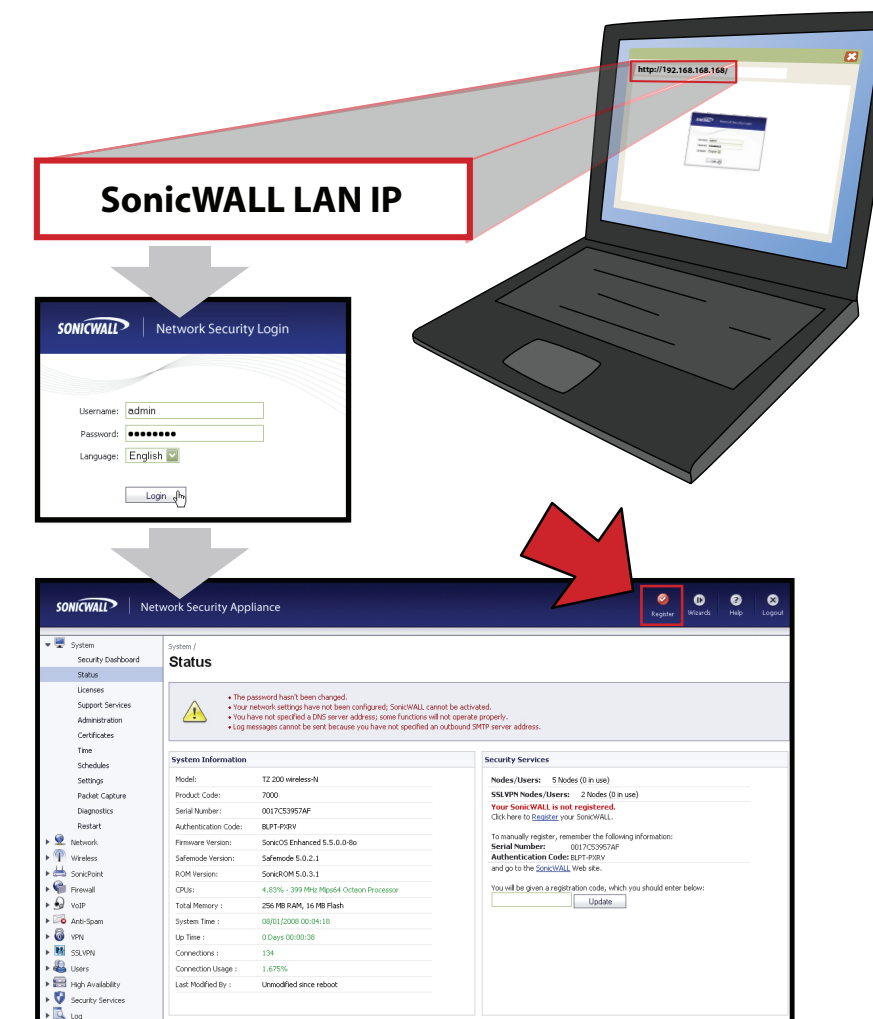 http://192.168.168.168/
SonicWALL LAN IP
SONICWALL
Network Security Login
Username: admin
Password: ●●●●●●●●
Language: English
Login
SONICWALL
Network Security Appliance
Register
Wizards
Help
Logout
System
Security Dashboard
Status
Licenses
Support Services
Administration
Certificates
Time
Schedules
Settings
Packet Capture
Diagnostics
Restart
Network
Wireless
SonicPoint
Firewall
VoIP
Anti-Spam
VPN
SSLVPN
Users
High Availability
Security Services
Log
System /
Status
• The password hasn't been changed.
• Your network settings have not been configured; SonicWALL cannot be activated.
• You have not specified a DNS server address; some functions will not operate properly.
• Log messages cannot be sent because you have not specified an outbound SMTP server address.
System Information
Model: TZ 200 wireless-N
Product Code: 7000
Serial Number: 0017C53957AF
Authentication Code: BLPT-PXRV
Firmware Version: SonicOS Enhanced 5.5.0.0-8o
Safemode Version: Safemode 5.0.2.1
ROM Version: SonicROM 5.0.3.1
CPUs: 4.83% - 399 MHz Mips64 Octeon Processor
Total Memory : 256 MB RAM, 16 MB Flash
System Time : 08/01/2008 00:04:18
Up Time : 0 Days 00:00:38
Connections : 134
Connection Usage : 1.675%
Last Modified By : Unmodified since reboot
Security Services
Nodes/Users: 5 Nodes (0 in use)
SSLVPN Nodes/Users: 2 Nodes (0 in use)
Your SonicWALL is not registered.
Click here to Register your SonicWALL.
To manually register, remember the following information:
Serial Number: 0017C53957AF
Authentication Code: BLPT-PXRV
and go to the SonicWALL Web site.
You will be given a registration code, which you should enter below:
Update